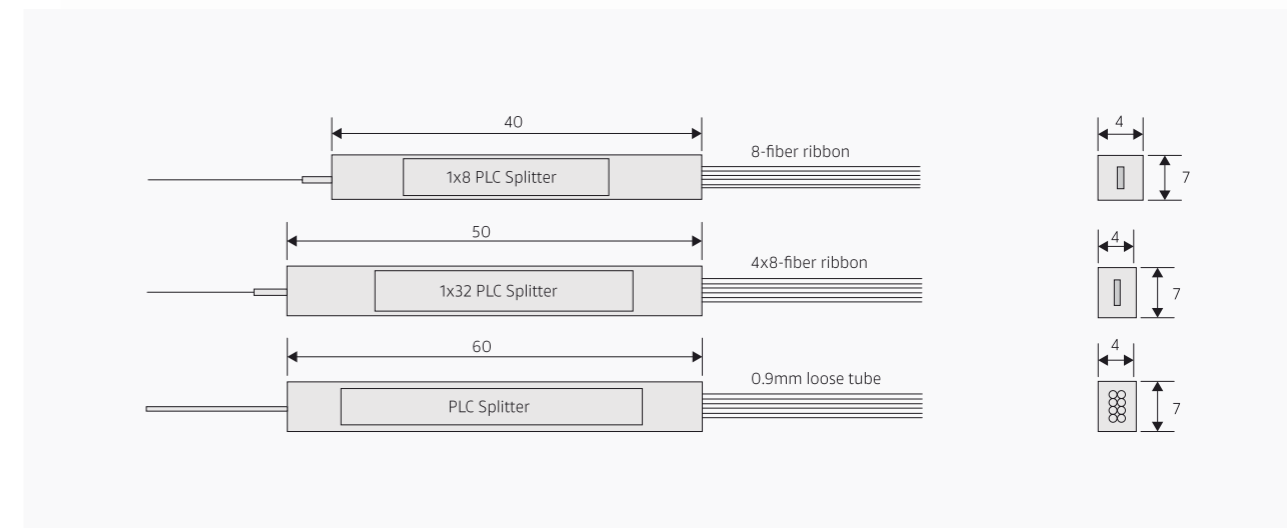 40
4
8-fiber ribbon
1x8 PLC Splitter
7
50
4
4x8-fiber ribbon
1x32 PLC Splitter
7
60
4
0.9mm loose tube
PLC Splitter
7